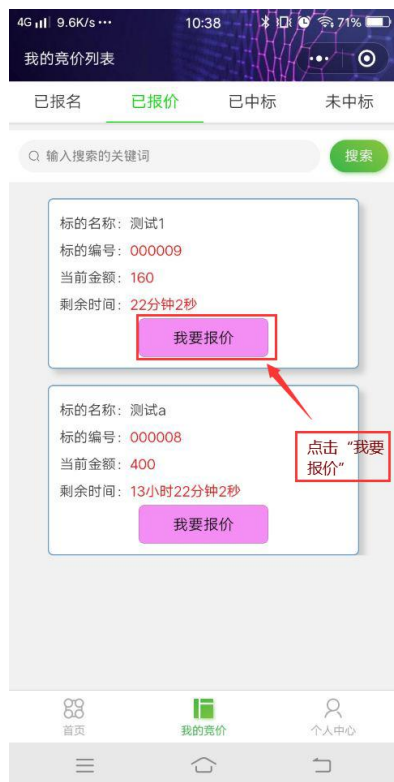 4G 9.6K/s ··· 10:38 71%
我的竞价列表
已报名 已报价 已中标 未中标
输入搜索的关键词 搜索
标的名称：测试1
标的编号：000009
当前金额：160
剩余时间：22分钟2秒
我要报价
标的名称：测试a
标的编号：000008
当前金额：400
剩余时间：13小时22分钟2秒
我要报价
点击“我要
报价”
首页 我的竞价 个人中心